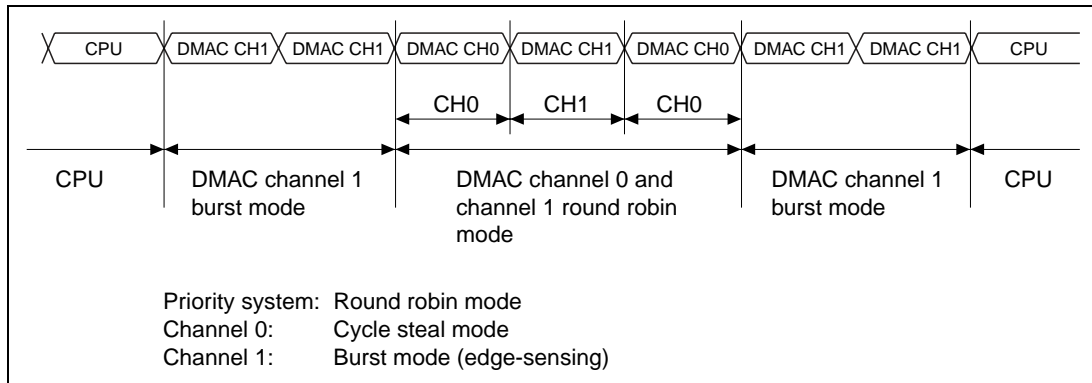 CPU DMAC CH1 DMAC CH1 DMAC CH0 DMAC CH1 DMAC CH0 DMAC CH1 DMAC CH1 CPU
CH0 CH1 CH0
CPU
DMAC channel 1
burst mode
DMAC channel 0 and
channel 1 round robin
mode
DMAC channel 1
burst mode
CPU
Priority system: Round robin mode
Channel 0: Cycle steal mode
Channel 1: Burst mode (edge-sensing)